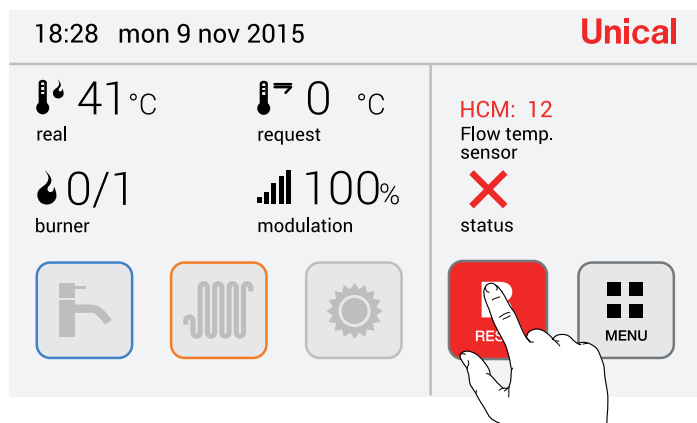 18:28 mon 9 nov 2015
Unical
41 °C
real
0 °C
request
0/1
burner
100%
modulation
HCM: 12
Flow temp.
sensor
status
MENU